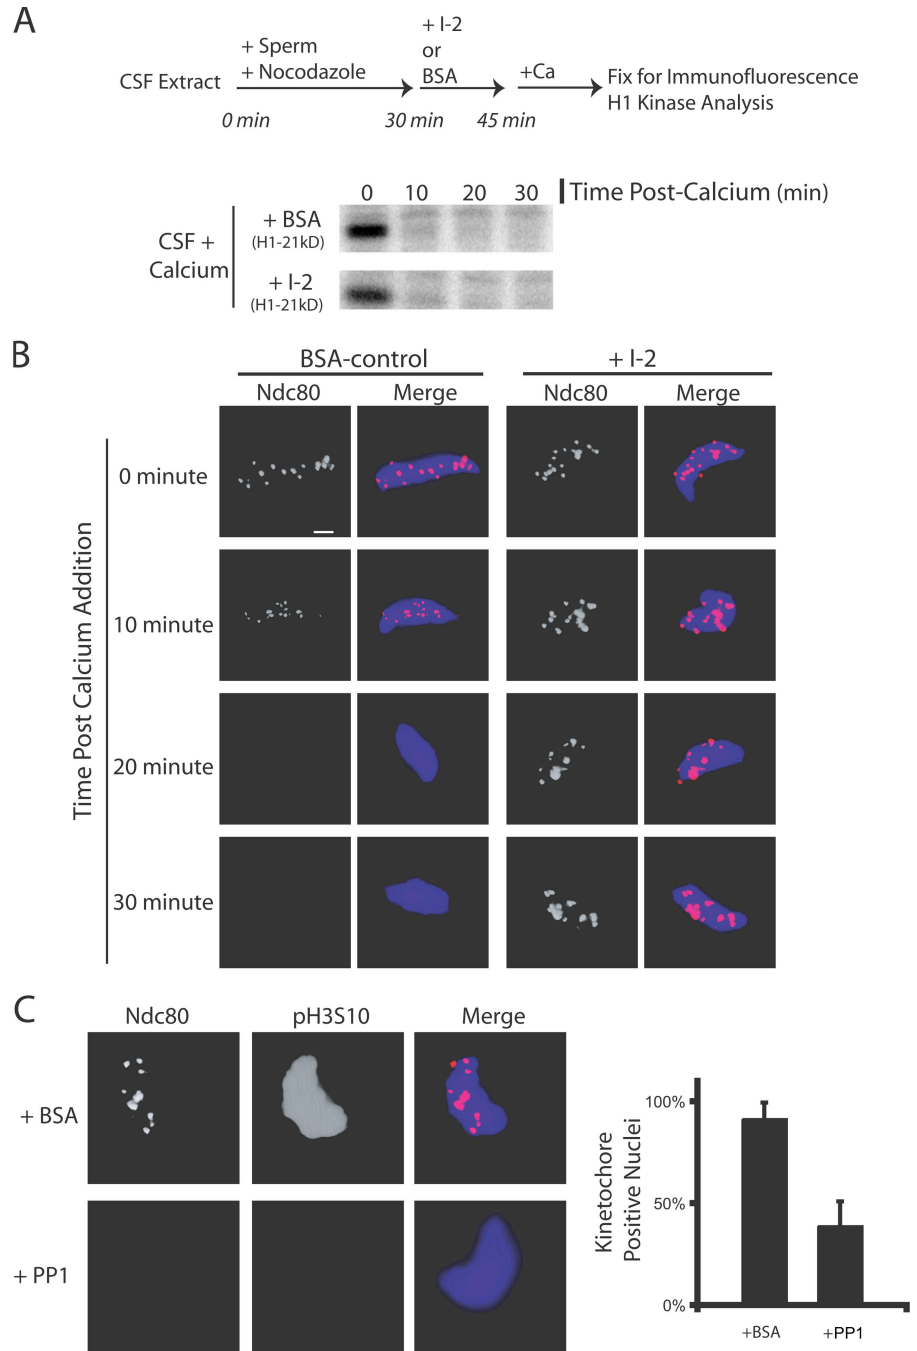 A
CSF Extract
+ Sperm
+ Nocodazole
+ I-2
or
BSA
+Ca
Fix for Immunofluorescence
H1 Kinase Analysis
0 min
30 min
45 min
0 10 20 30 Time Post-Calcium (min)
CSF +
Calcium
+ BSA
(H1-21kD)
+ I-2
(H1-21kD)
B
BSA-control + I-2
Ndc80 Merge Ndc80 Merge
Time Post Calcium Addition
0 minute
10 minute
20 minute
30 minute
C
Ndc80 pH3S10 Merge
+ BSA
+ PP1
Kinetochore
Positive Nuclei
100%
50%
0%
+BSA +PP1